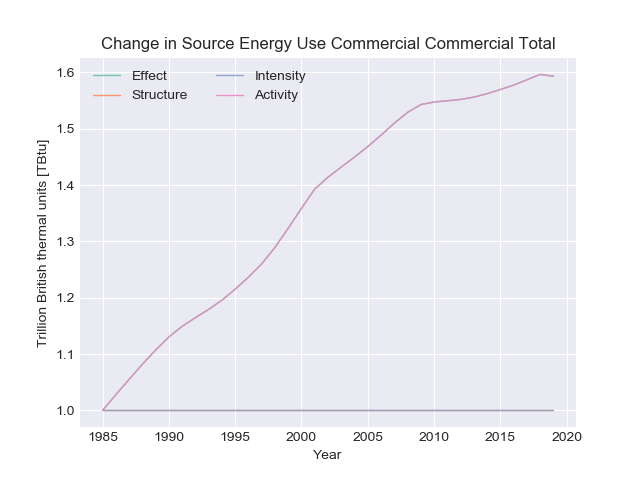 Change in Source Energy Use Commercial Commercial Total
Effect
Structure
Intensity
Activity
Trillion British thermal units [TBtu]
1.6
1.5
1.4
1.3
1.2
1.1
1.0
1985 1990 1995 2000 2005 2010 2015 2020
Year